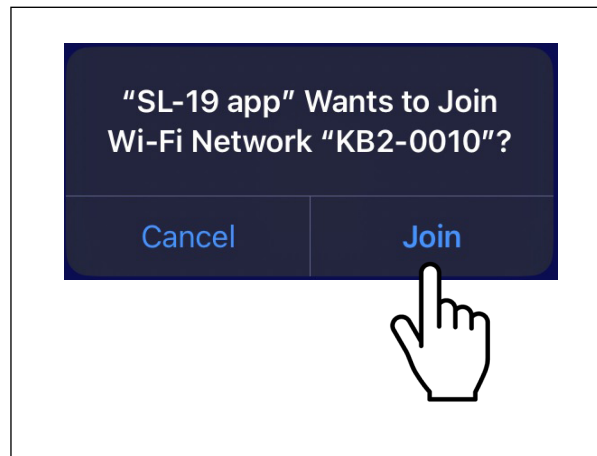 “SL-19 app” Wants to Join
Wi-Fi Network “KB2-0010”?
Cancel Join